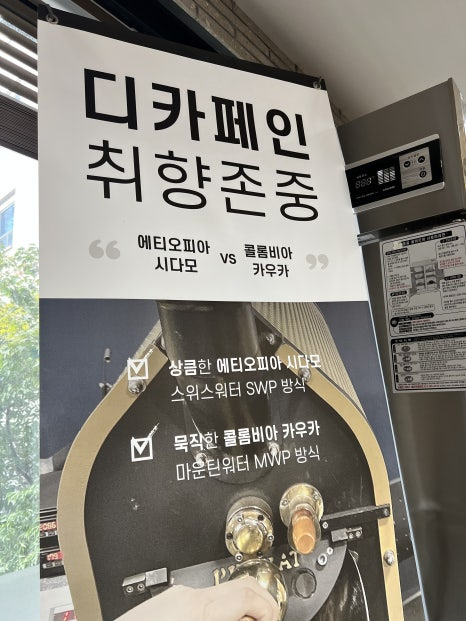 디카페인
취향존중
“ 에티오피아 시다모 vs 콜롬비아 카우카 ”
상큼한 에티오피아 시다모
스위스워터 SWP 방식
묵직한 콜롬비아 카우카
마운틴워터 MWP 방식